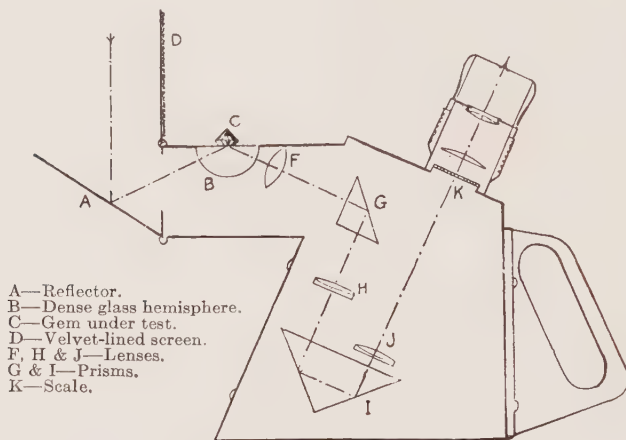 D
C
F
B
A
G
K
H
J
I
A—Reflector.
B—Dense glass hemisphere.
C—Gem under test.
D—Velvet-lined screen.
F, H & J—Lenses.
G & I—Prisms.
K—Scale.